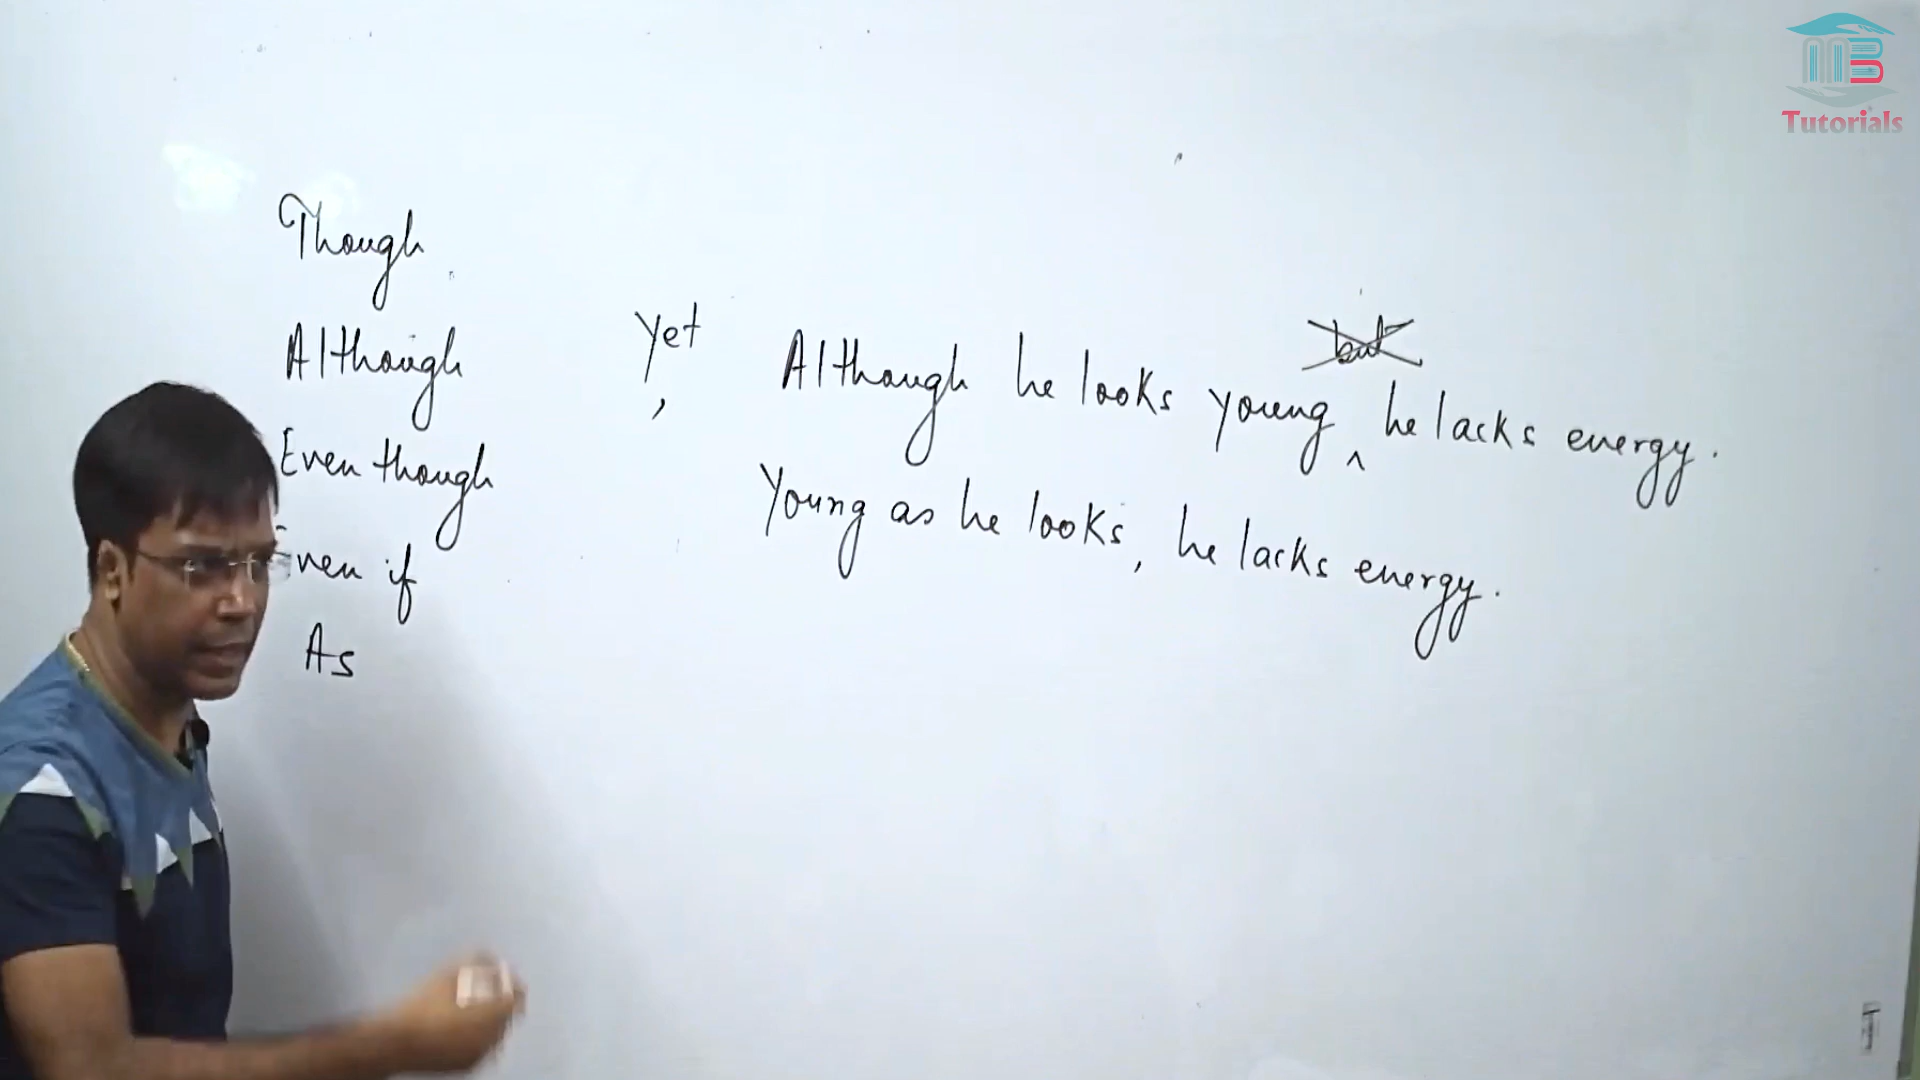 MB
Tutorials
Though
Although
Even though
Even if
As
yet
,
but
Although he looks young ^ he lacks energy.
Young as he looks, he lacks energy.